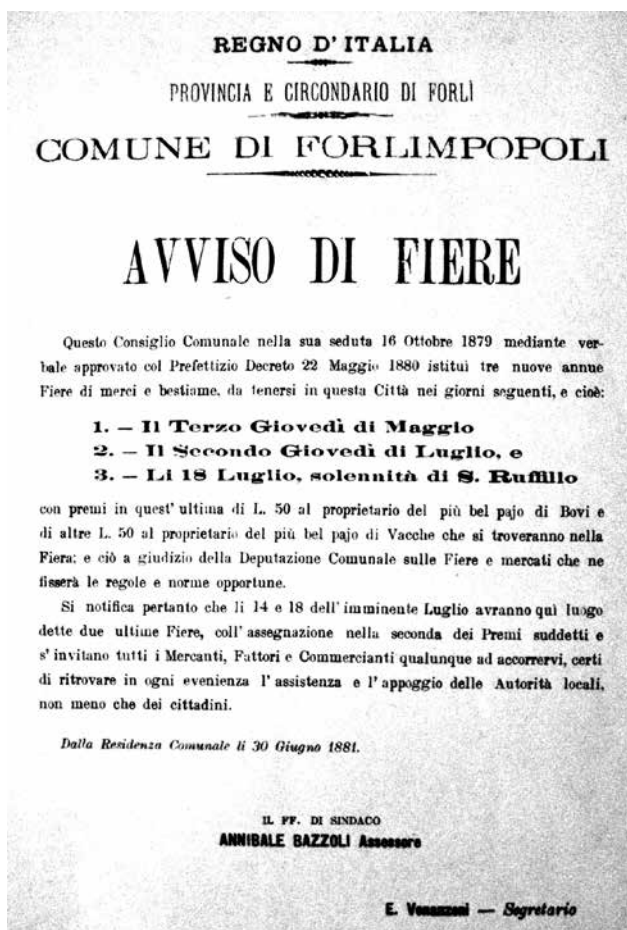 REGNO D' ITALIA
PROVINCIA E CIRCONDARIO DI FORLÌ
COMUNE DI FORLIMPOPOLI
AVVISO DI FIERE
Questo Consiglio Comunale nella sua seduta 16 Ottobre 1879 mediante ver-
bale approvato col Prefettizio Decreto 22 Maggio 1880 istituì tre nuove annue
Fiere di merci e bestiame, da tenersi in questa Città nei giorni seguenti, e cioè:
1. – Il Terzo Giovedì di Maggio
2. – Il Secondo Giovedì di Luglio, e
3. – Li 18 Luglio, solennità di S. Ruffillo
con premi in quest' ultima di L. 50 al proprietario del più bel pajo di Bovi e
di altre L. 50 al proprietario del più bel pajo di Vacche che si troveranno nella
Fiera; e ciò a giudizio della Deputazione Comunale sulle Fiere e mercati che ne
fisserà le regole e norme opportune.
Si notifica pertanto che li 14 e 18 dell' imminente Luglio avranno quì luogo
dette due ultime Fiere, coll' assegnazione nella seconda dei Premi suddetti e
s' invitano tutti i Mercanti, Fattori e Commercianti qualunque ad accorrervi, certi
di ritrovare in ogni evenienza l' assistenza e l' appoggio delle Autorità locali,
non meno che dei cittadini.
Dalla Residenza Comunale li 30 Giugno 1881.
IL FF. DI SINDACO
ANNIBALE BAZZOLI Assessore
E. Venanzoni — Segretario